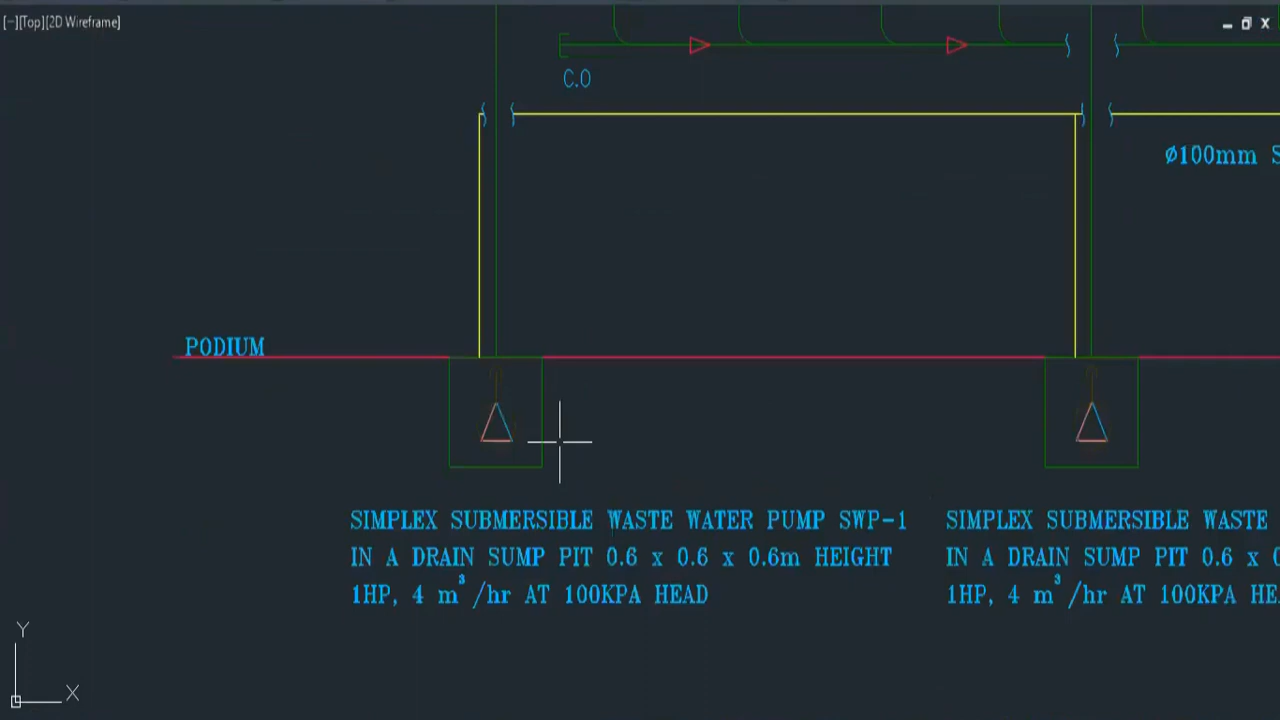 [−][Top][2D Wireframe]
C.O
Ø100mm S
PODIUM
SIMPLEX SUBMERSIBLE WASTE WATER PUMP SWP-1
IN A DRAIN SUMP PIT 0.6 x 0.6 x 0.6m HEIGHT
1HP, 4 m³/hr AT 100KPA HEAD
SIMPLEX SUBMERSIBLE WASTE
IN A DRAIN SUMP PIT 0.6 x 0
1HP, 4 m³/hr AT 100KPA HE
Y
X